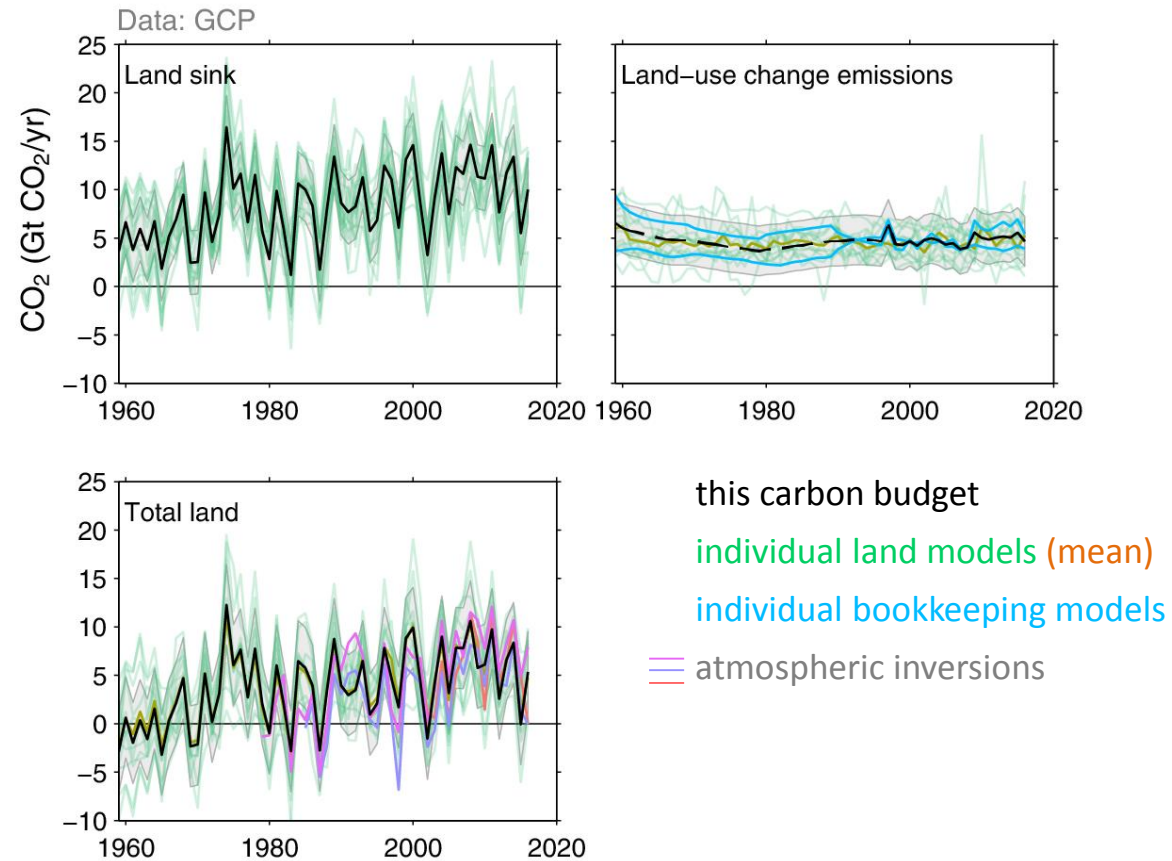 Data: GCP
Land sink
Land-use change emissions
CO₂ (Gt CO₂/yr)
25
20
15
10
5
0
−5
−10
1960 1980 2000 2020
1960 1980 2000 2020
Total land
25
20
15
10
5
0
−5
−10
1960 1980 2000 2020
this carbon budget
individual land models (mean)
individual bookkeeping models
atmospheric inversions